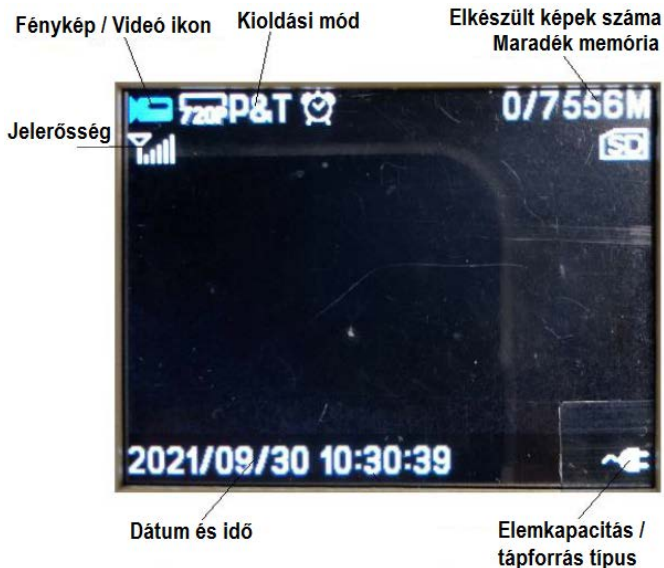 Fénykép / Videó ikon
Kioldási mód
Elkészült képek száma
Maradék memória
720P P&T 0/7556M
Jelerősség
SD
2021/09/30 10:30:39
Dátum és idő
Elemkapacitás /
tápforrás típus